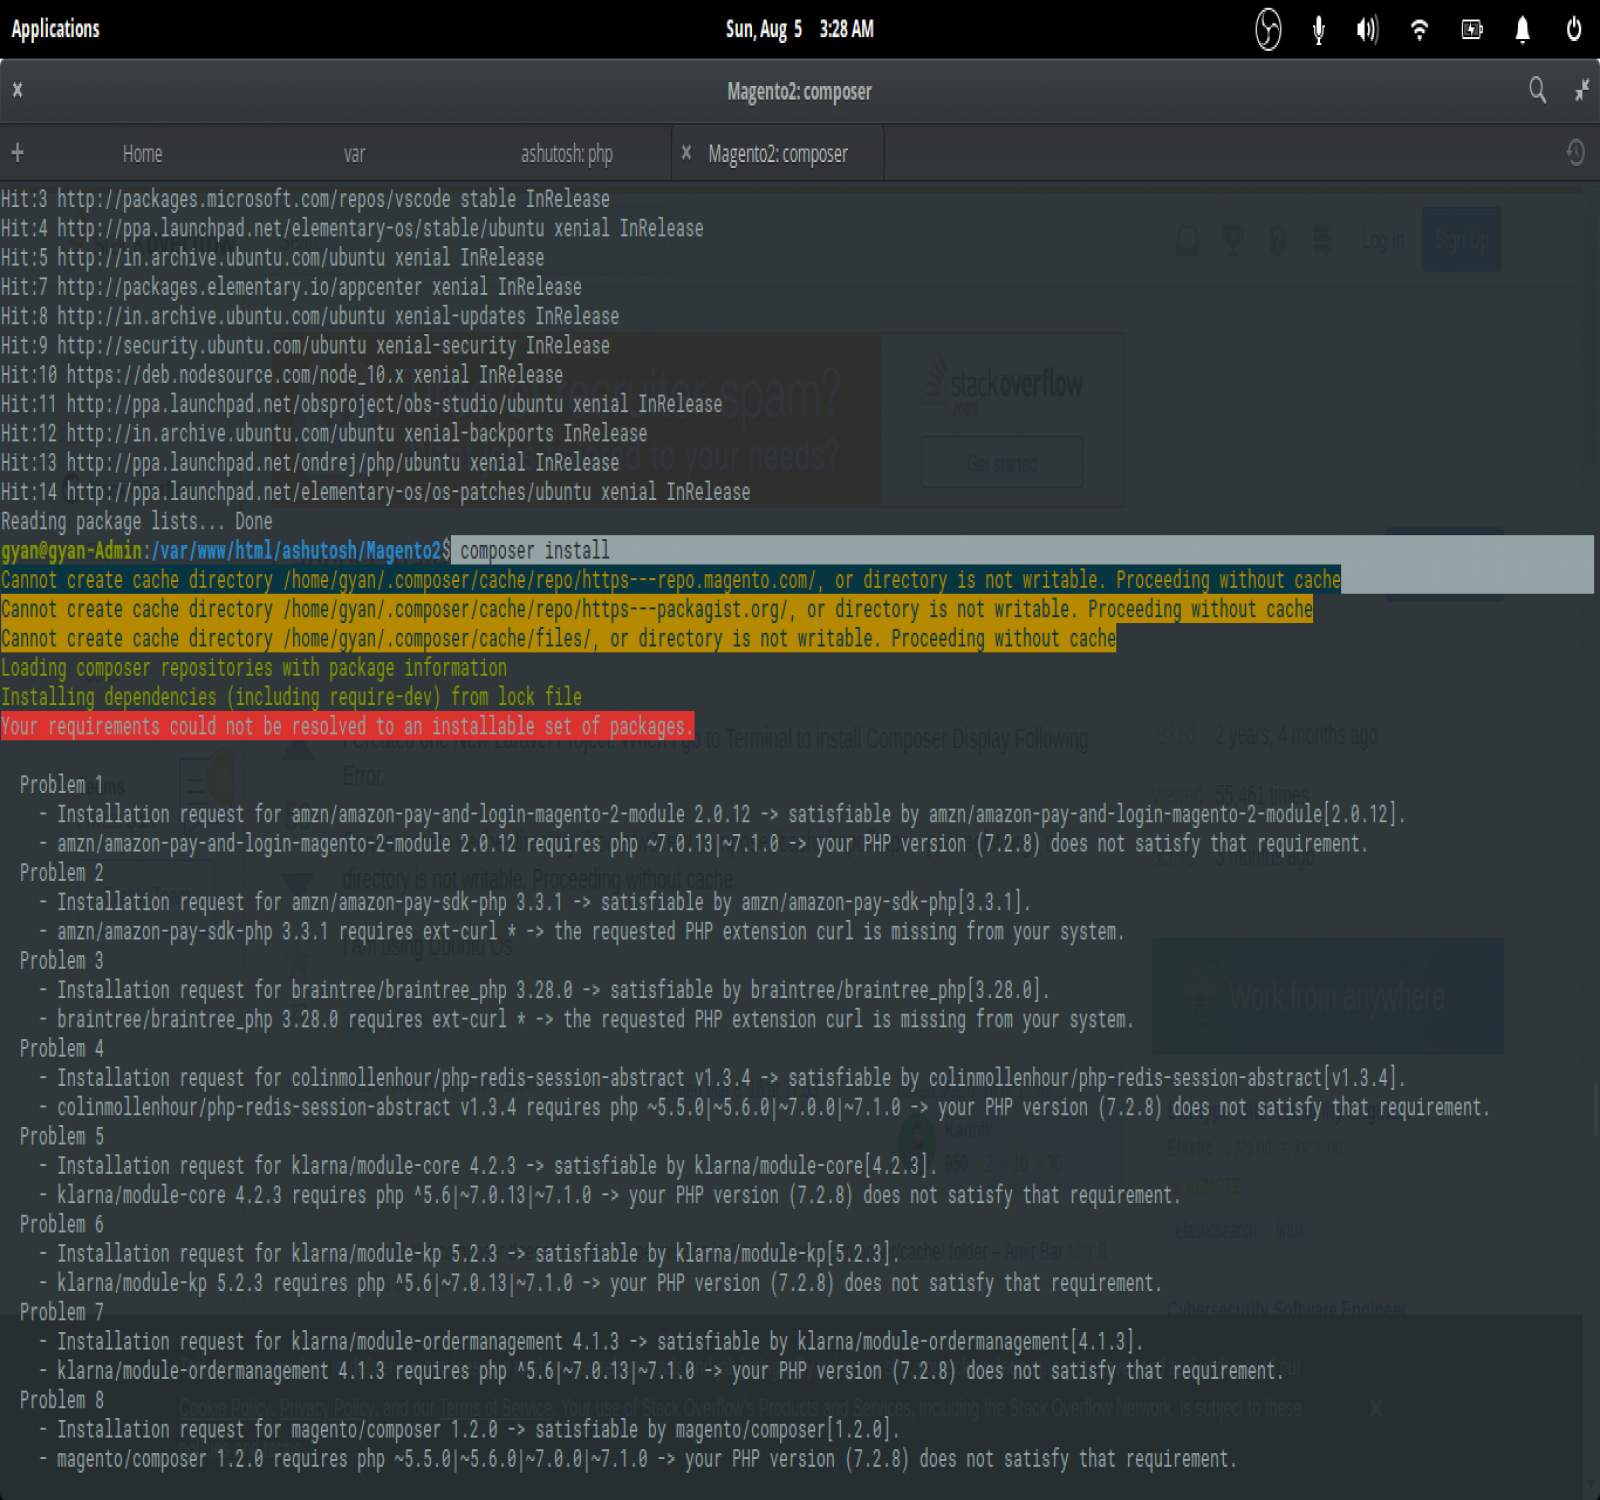 Applications
Sun, Aug 5 3:28 AM
Magento2: composer
Home
var
ashutosh: php
Magento2: composer
Hit:3 http://packages.microsoft.com/repos/vscode stable InRelease
Hit:4 http://ppa.launchpad.net/elementary-os/stable/ubuntu xenial InRelease
Hit:5 http://in.archive.ubuntu.com/ubuntu xenial InRelease
Hit:7 http://packages.elementary.io/appcenter xenial InRelease
Hit:8 http://in.archive.ubuntu.com/ubuntu xenial-updates InRelease
Hit:9 http://security.ubuntu.com/ubuntu xenial-security InRelease
Hit:10 https://deb.nodesource.com/node_10.x xenial InRelease
Hit:11 http://ppa.launchpad.net/obsproject/obs-studio/ubuntu xenial InRelease
Hit:12 http://in.archive.ubuntu.com/ubuntu xenial-backports InRelease
Hit:13 http://ppa.launchpad.net/ondrej/php/ubuntu xenial InRelease
Hit:14 http://ppa.launchpad.net/elementary-os/os-patches/ubuntu xenial InRelease
Reading package lists... Done
gyan@gyan-Admin:/var/www/html/ashutosh/Magento2$ composer install
Cannot create cache directory /home/gyan/.composer/cache/repo/https---repo.magento.com/, or directory is not writable. Proceeding without cache
Cannot create cache directory /home/gyan/.composer/cache/repo/https---packagist.org/, or directory is not writable. Proceeding without cache
Cannot create cache directory /home/gyan/.composer/cache/files/, or directory is not writable. Proceeding without cache
Loading composer repositories with package information
Installing dependencies (including require-dev) from lock file
Your requirements could not be resolved to an installable set of packages.
Problem 1
- Installation request for amzn/amazon-pay-and-login-magento-2-module 2.0.12 -> satisfiable by amzn/amazon-pay-and-login-magento-2-module[2.0.12].
- amzn/amazon-pay-and-login-magento-2-module 2.0.12 requires php ~7.0.13|~7.1.0 -> your PHP version (7.2.8) does not satisfy that requirement.
Problem 2
- Installation request for amzn/amazon-pay-sdk-php 3.3.1 -> satisfiable by amzn/amazon-pay-sdk-php[3.3.1].
- amzn/amazon-pay-sdk-php 3.3.1 requires ext-curl * -> the requested PHP extension curl is missing from your system.
Problem 3
- Installation request for braintree/braintree_php 3.28.0 -> satisfiable by braintree/braintree_php[3.28.0].
- braintree/braintree_php 3.28.0 requires ext-curl * -> the requested PHP extension curl is missing from your system.
Problem 4
- Installation request for colinmollenhour/php-redis-session-abstract v1.3.4 -> satisfiable by colinmollenhour/php-redis-session-abstract[v1.3.4].
- colinmollenhour/php-redis-session-abstract v1.3.4 requires php ~5.5.0|~5.6.0|~7.0.0|~7.1.0 -> your PHP version (7.2.8) does not satisfy that requirement.
Problem 5
- Installation request for klarna/module-core 4.2.3 -> satisfiable by klarna/module-core[4.2.3].
- klarna/module-core 4.2.3 requires php ^5.6|~7.0.13|~7.1.0 -> your PHP version (7.2.8) does not satisfy that requirement.
Problem 6
- Installation request for klarna/module-kp 5.2.3 -> satisfiable by klarna/module-kp[5.2.3].
- klarna/module-kp 5.2.3 requires php ^5.6|~7.0.13|~7.1.0 -> your PHP version (7.2.8) does not satisfy that requirement.
Problem 7
- Installation request for klarna/module-ordermanagement 4.1.3 -> satisfiable by klarna/module-ordermanagement[4.1.3].
- klarna/module-ordermanagement 4.1.3 requires php ^5.6|~7.0.13|~7.1.0 -> your PHP version (7.2.8) does not satisfy that requirement.
Problem 8
- Installation request for magento/composer 1.2.0 -> satisfiable by magento/composer[1.2.0].
- magento/composer 1.2.0 requires php ~5.5.0|~5.6.0|~7.0.0|~7.1.0 -> your PHP version (7.2.8) does not satisfy that requirement.